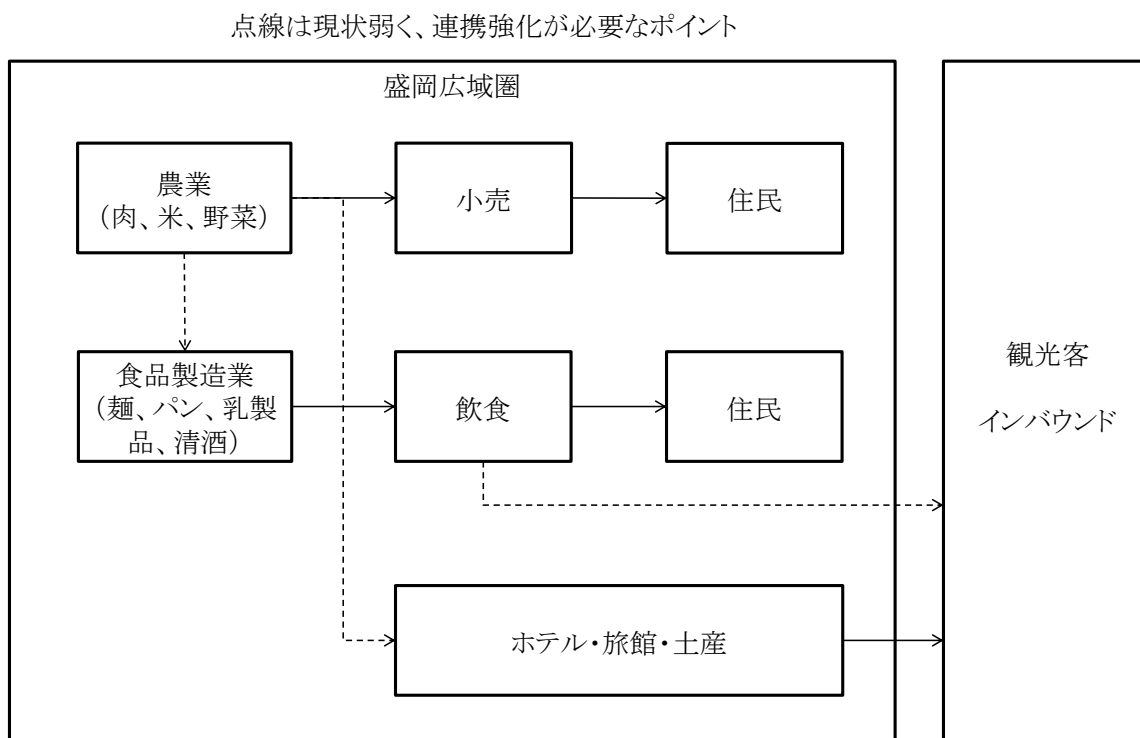 点線は現状弱く、連携強化が必要なポイント
盛岡広域圏
農業
（肉、米、野菜）
小売
住民
食品製造業
（麺、パン、乳製
品、清酒）
飲食
住民
観光客
インバウンド
ホテル・旅館・土産